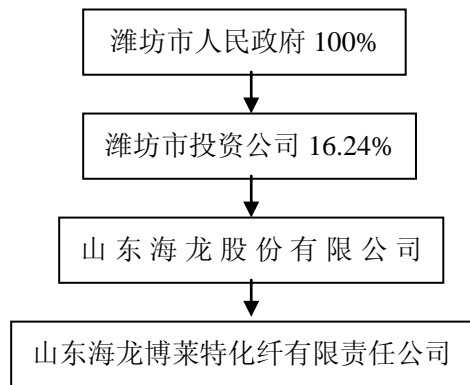 潍坊市人民政府 100%
潍坊市投资公司 16.24%
山东海龙股份有限公司
山东海龙博莱特化纤有限责任公司